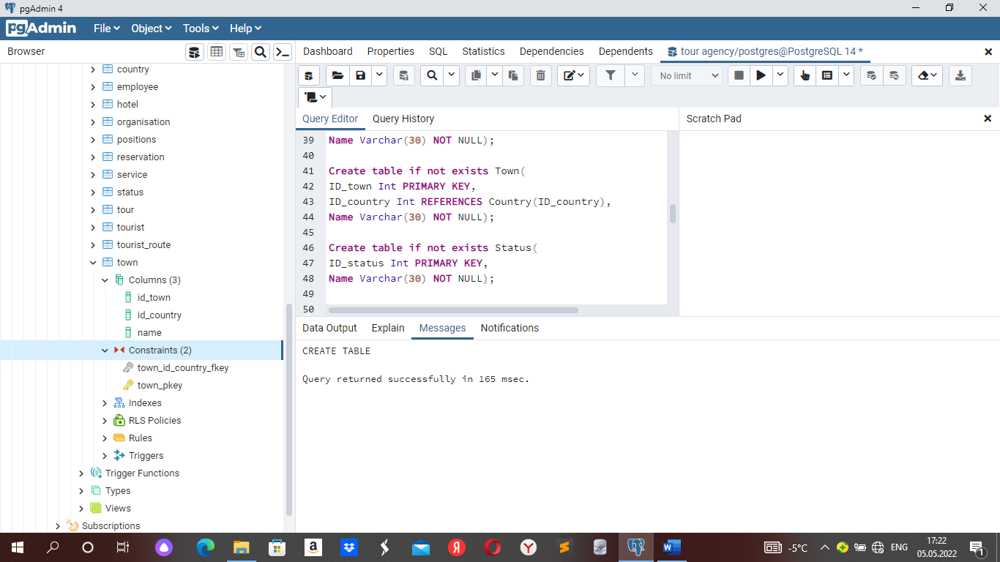 pgAdmin 4
pgAdmin File Object Tools Help
Browser
Dashboard Properties SQL Statistics Dependencies Dependents tour agency/postgres@PostgreSQL 14 *
No limit
country
employee
hotel
organisation
positions
reservation
service
status
tour
tourist
tourist_route
town
Columns (3)
id_town
id_country
name
Constraints (2)
town_id_country_fkey
town_pkey
Indexes
RLS Policies
Rules
Triggers
Trigger Functions
Types
Views
Subscriptions
Query Editor Query History
Scratch Pad
39 Name Varchar(30) NOT NULL);
40
41 Create table if not exists Town(
42 ID_town Int PRIMARY KEY,
43 ID_country Int REFERENCES Country(ID_country),
44 Name Varchar(30) NOT NULL);
45
46 Create table if not exists Status(
47 ID_status Int PRIMARY KEY,
48 Name Varchar(30) NOT NULL);
49
50
Data Output Explain Messages Notifications
CREATE TABLE
Query returned successfully in 165 msec.
-5°C ENG 17:22
05.05.2022
1